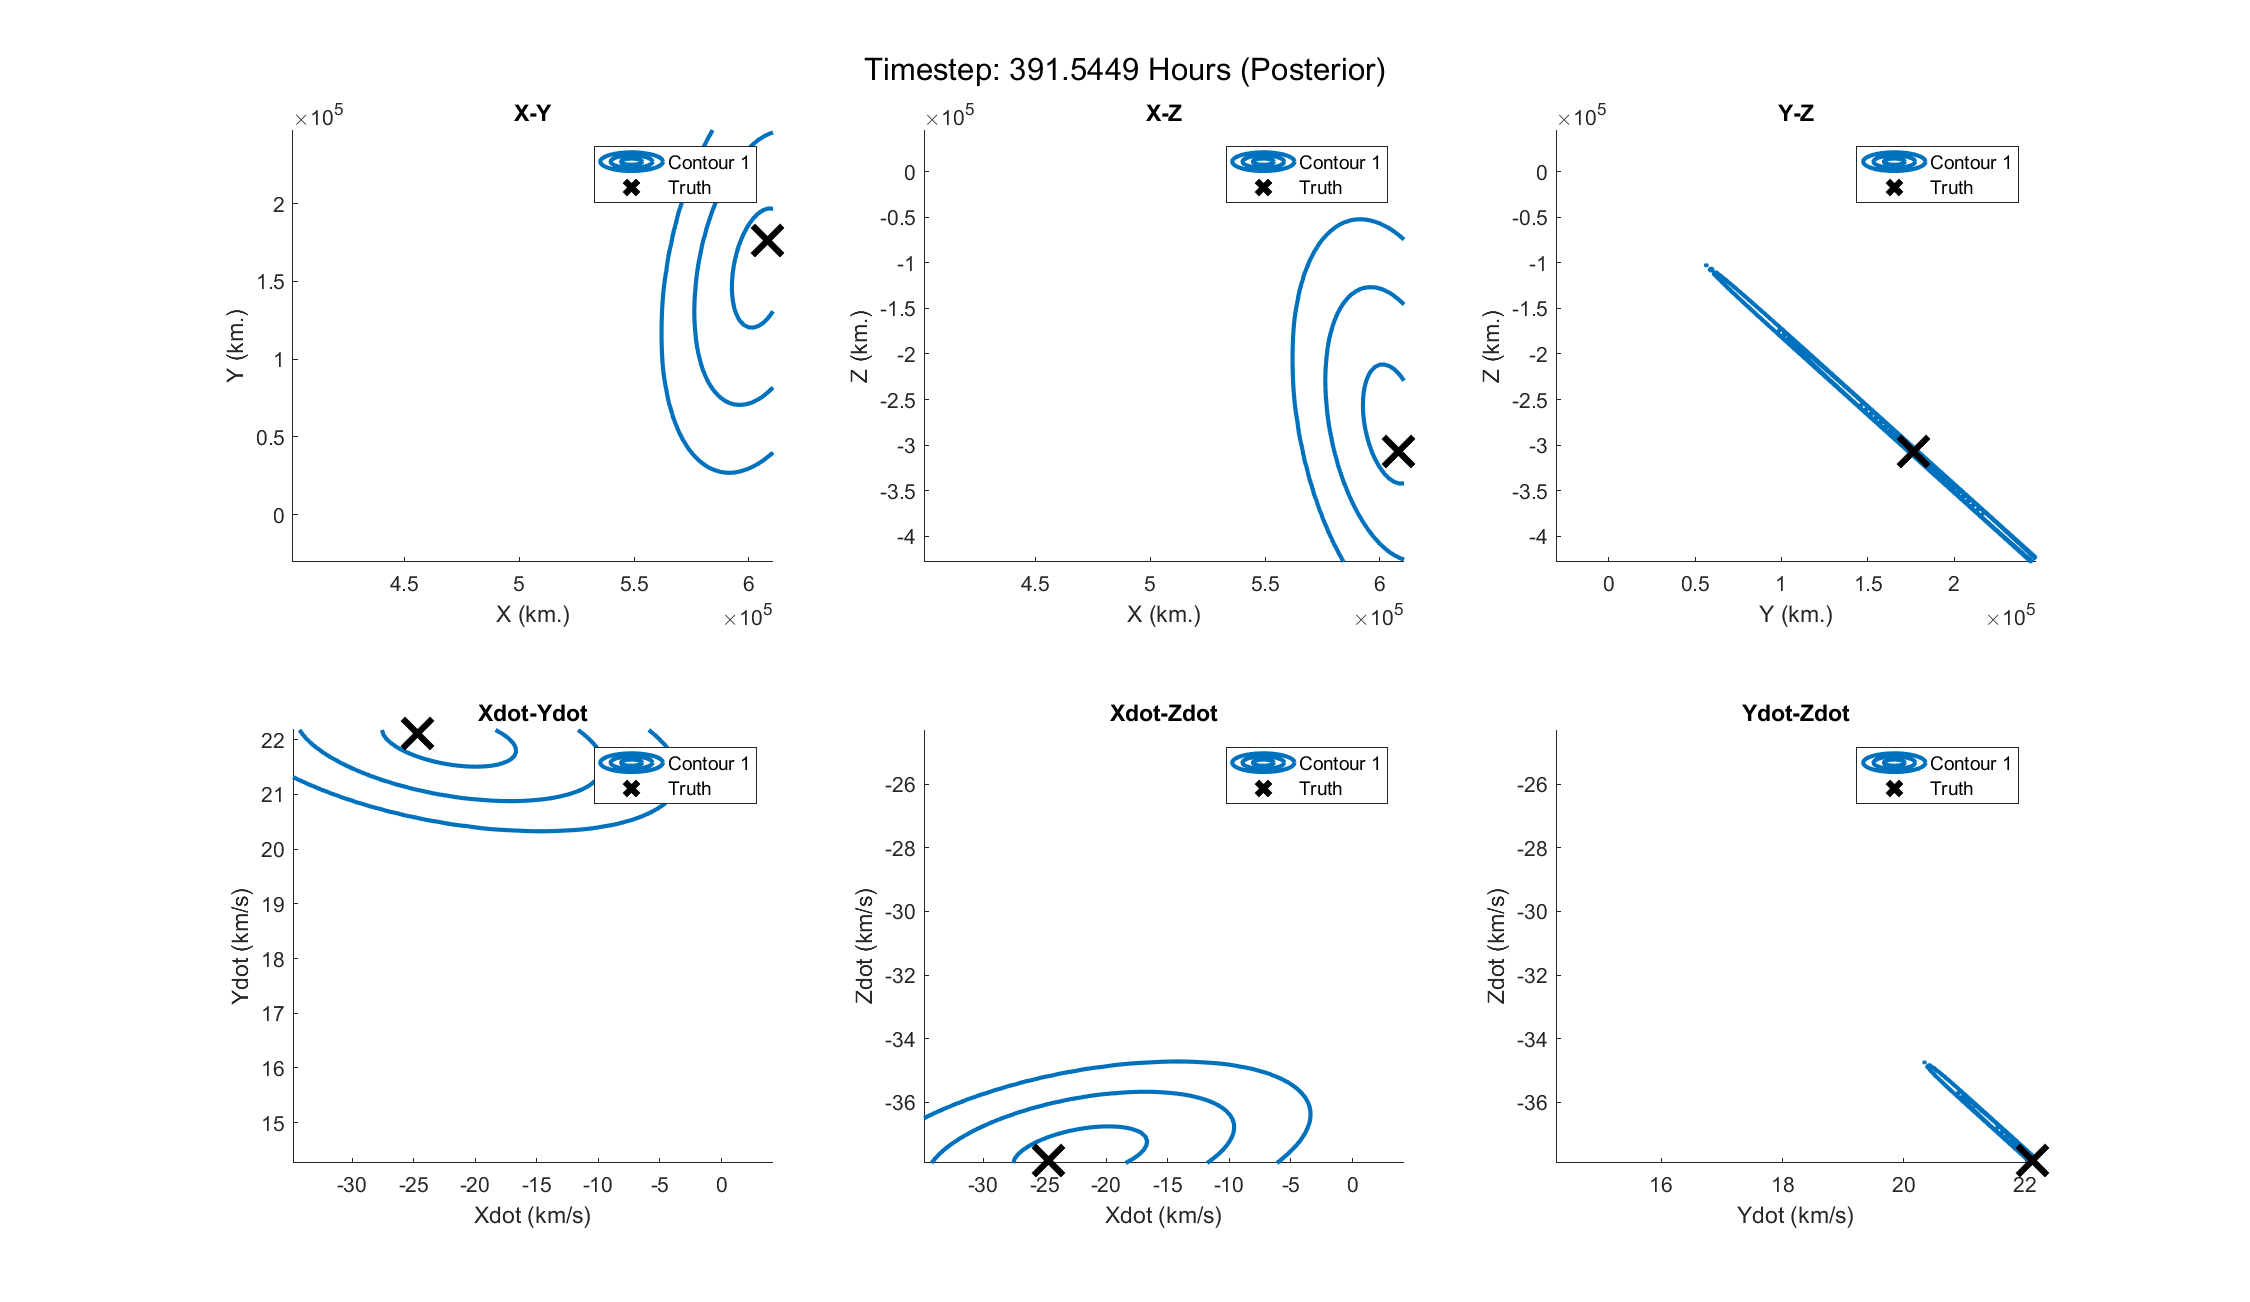 Timestep: 391.5449 Hours (Posterior)
X-Y
×10^5
Contour 1
Truth
2
1.5
1
0.5
0
Y (km.)
4.5 5 5.5 6
X (km.)
×10^5
X-Z
×10^5
Contour 1
Truth
0
-0.5
-1
-1.5
-2
-2.5
-3
-3.5
-4
Z (km.)
4.5 5 5.5 6
X (km.)
×10^5
Y-Z
×10^5
Contour 1
Truth
0
-0.5
-1
-1.5
-2
-2.5
-3
-3.5
-4
Z (km.)
0 0.5 1 1.5 2
Y (km.)
×10^5
Xdot-Ydot
Contour 1
Truth
22
21
20
19
18
17
16
15
Ydot (km/s)
-30 -25 -20 -15 -10 -5 0
Xdot (km/s)
Xdot-Zdot
Contour 1
Truth
-26
-28
-30
-32
-34
-36
Zdot (km/s)
-30 -25 -20 -15 -10 -5 0
Xdot (km/s)
Ydot-Zdot
Contour 1
Truth
-26
-28
-30
-32
-34
-36
Zdot (km/s)
16 18 20 22
Ydot (km/s)